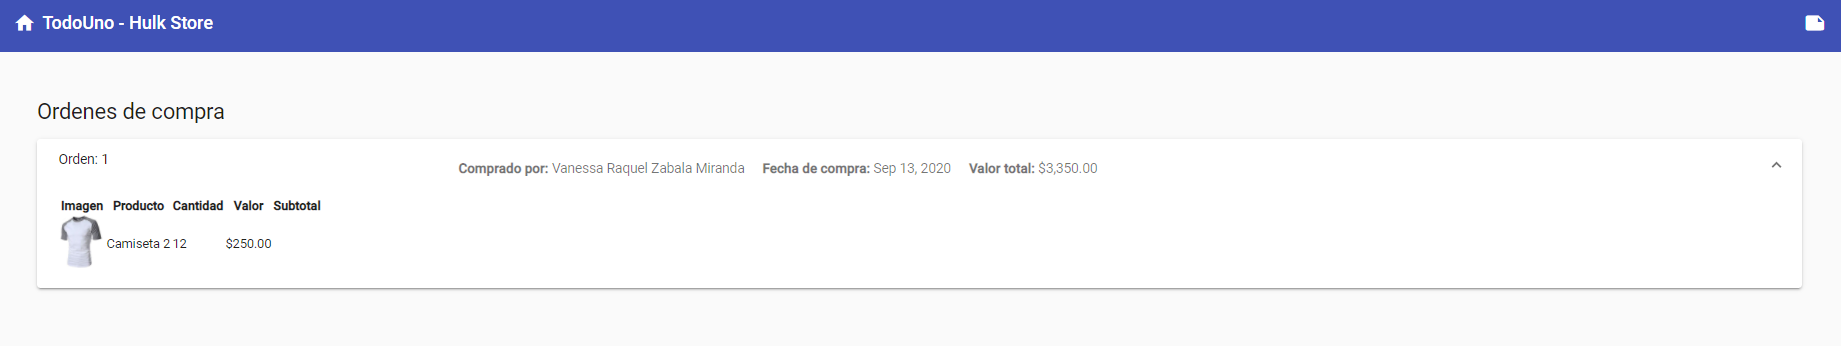 TodoUno - Hulk Store
Ordenes de compra
Orden: 1
Comprado por: Vanessa Raquel Zabala Miranda Fecha de compra: Sep 13, 2020 Valor total: $3,350.00
Imagen Producto Cantidad Valor Subtotal
Camiseta 2 12 $250.00